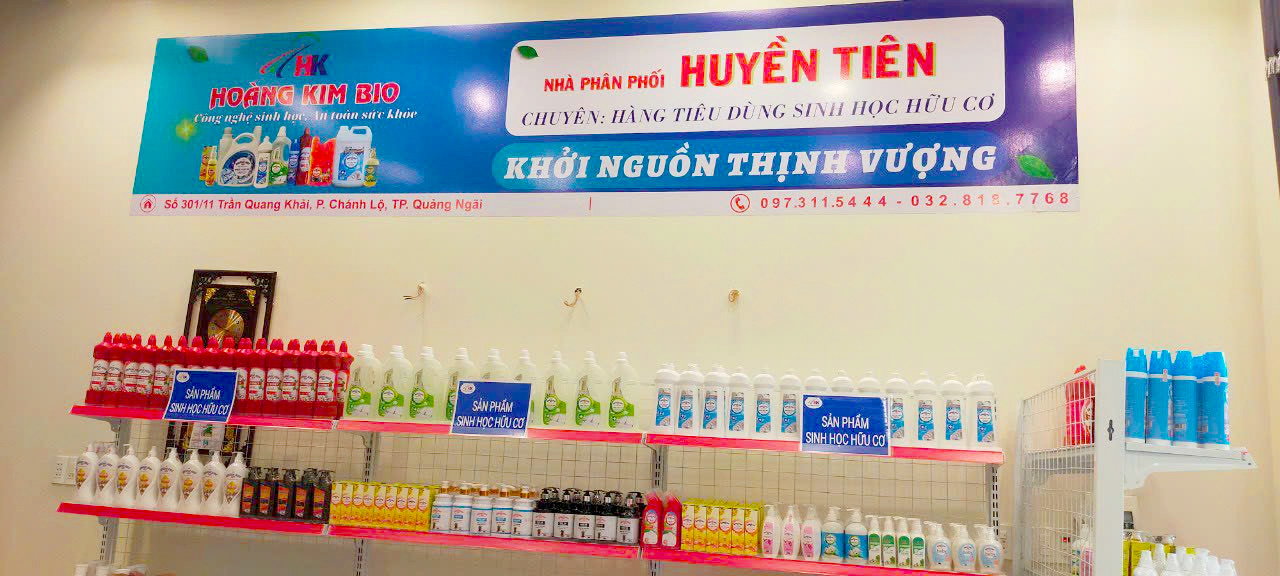 HK
HOÀNG KIM BIO
Công nghệ sinh học, An toàn sức khỏe
NHÀ PHÂN PHỐI HUYỀN TIÊN
CHUYÊN: HÀNG TIÊU DÙNG SINH HỌC HỮU CƠ
KHỞI NGUỒN THỊNH VƯỢNG
Số 301/11 Trần Quang Khải, P. Chánh Lộ, TP. Quảng Ngãi
097.311.5444 - 032.818.7768
SẢN PHẨM
SINH HỌC HỮU CƠ
SẢN PHẨM
SINH HỌC HỮU CƠ
SẢN PHẨM
SINH HỌC HỮU CƠ